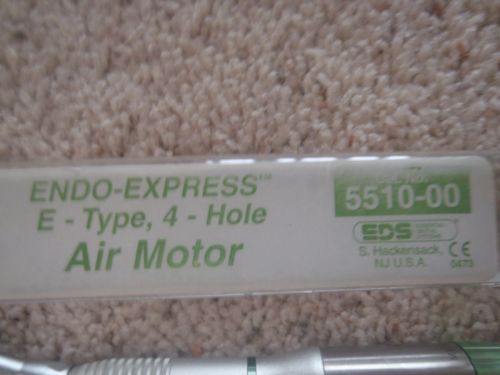 ENDO-EXPRESS™
E - Type, 4 - Hole
Air Motor
5510-00
EDS
S. Hackensack,
NJ U.S.A.
CE
0473